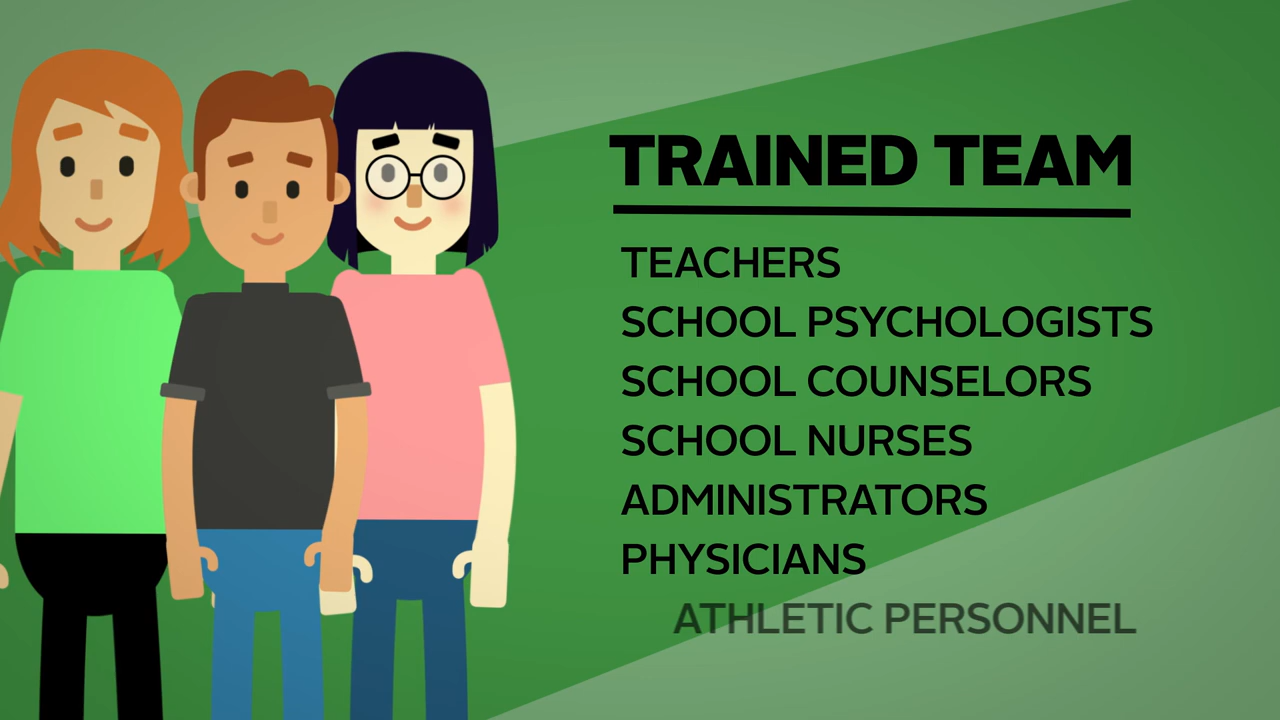 TRAINED TEAM
TEACHERS
SCHOOL PSYCHOLOGISTS
SCHOOL COUNSELORS
SCHOOL NURSES
ADMINISTRATORS
PHYSICIANS
ATHLETIC PERSONNEL